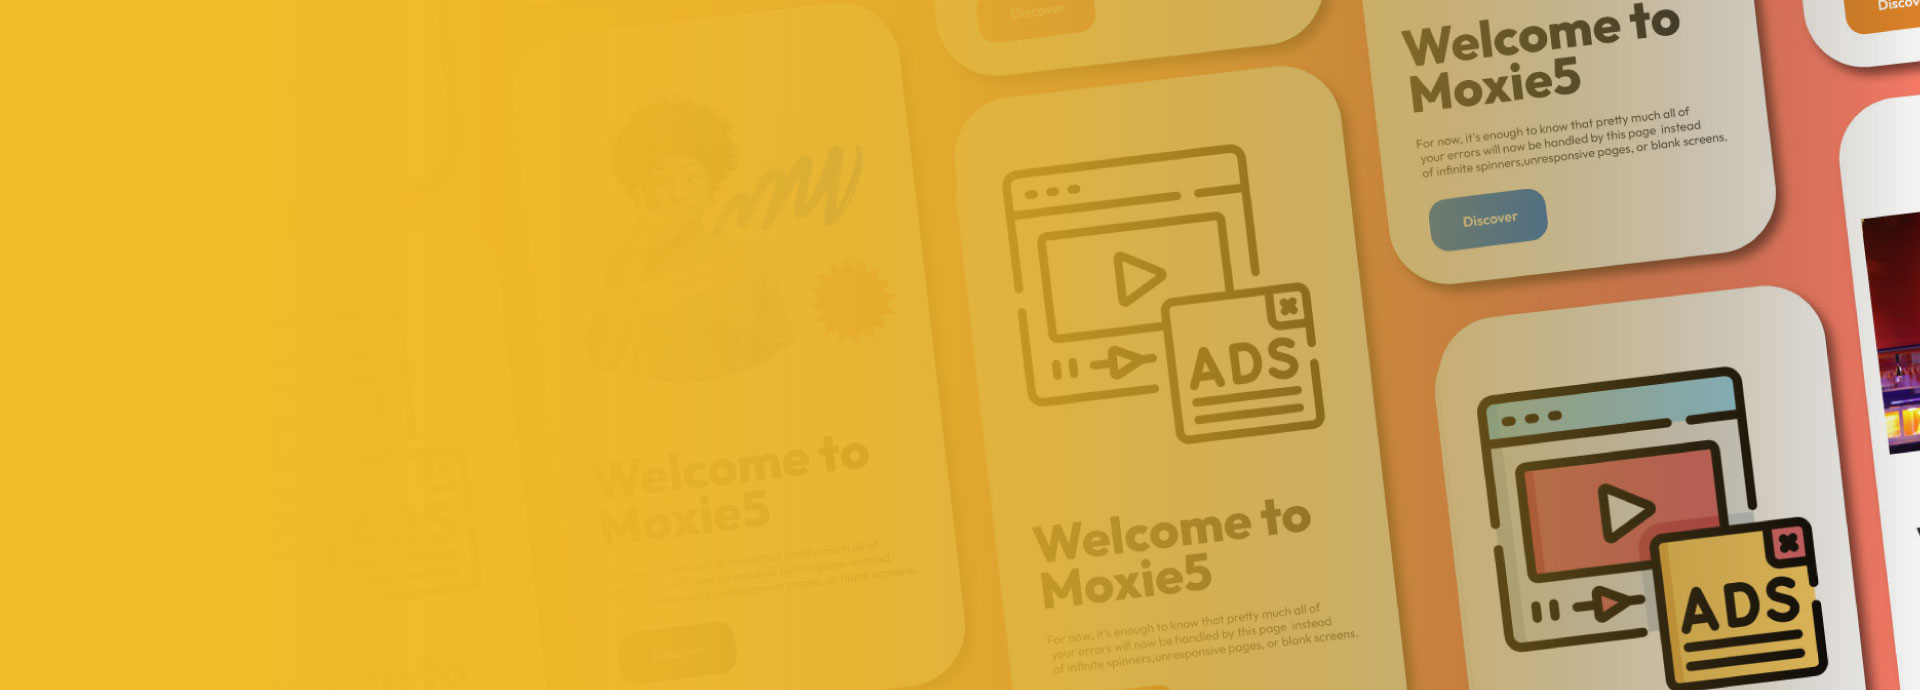 Discover
Welcome to
Moxie5
For now, it's enough to know that pretty much all of
your errors will now be handled by this page instead
of infinite spinners,unresponsive pages, or blank screens.
Discover
ADS
Welcome to
Moxie5
For now, it's enough to know that pretty much all of
your errors will now be handled by this page instead
of infinite spinners,unresponsive pages, or blank screens.
Discover
ADS
Welcome to
Moxie5
For now, it's enough to know that pretty much all of
your errors will now be handled by this page instead
of infinite spinners,unresponsive pages, or blank screens.
ADS